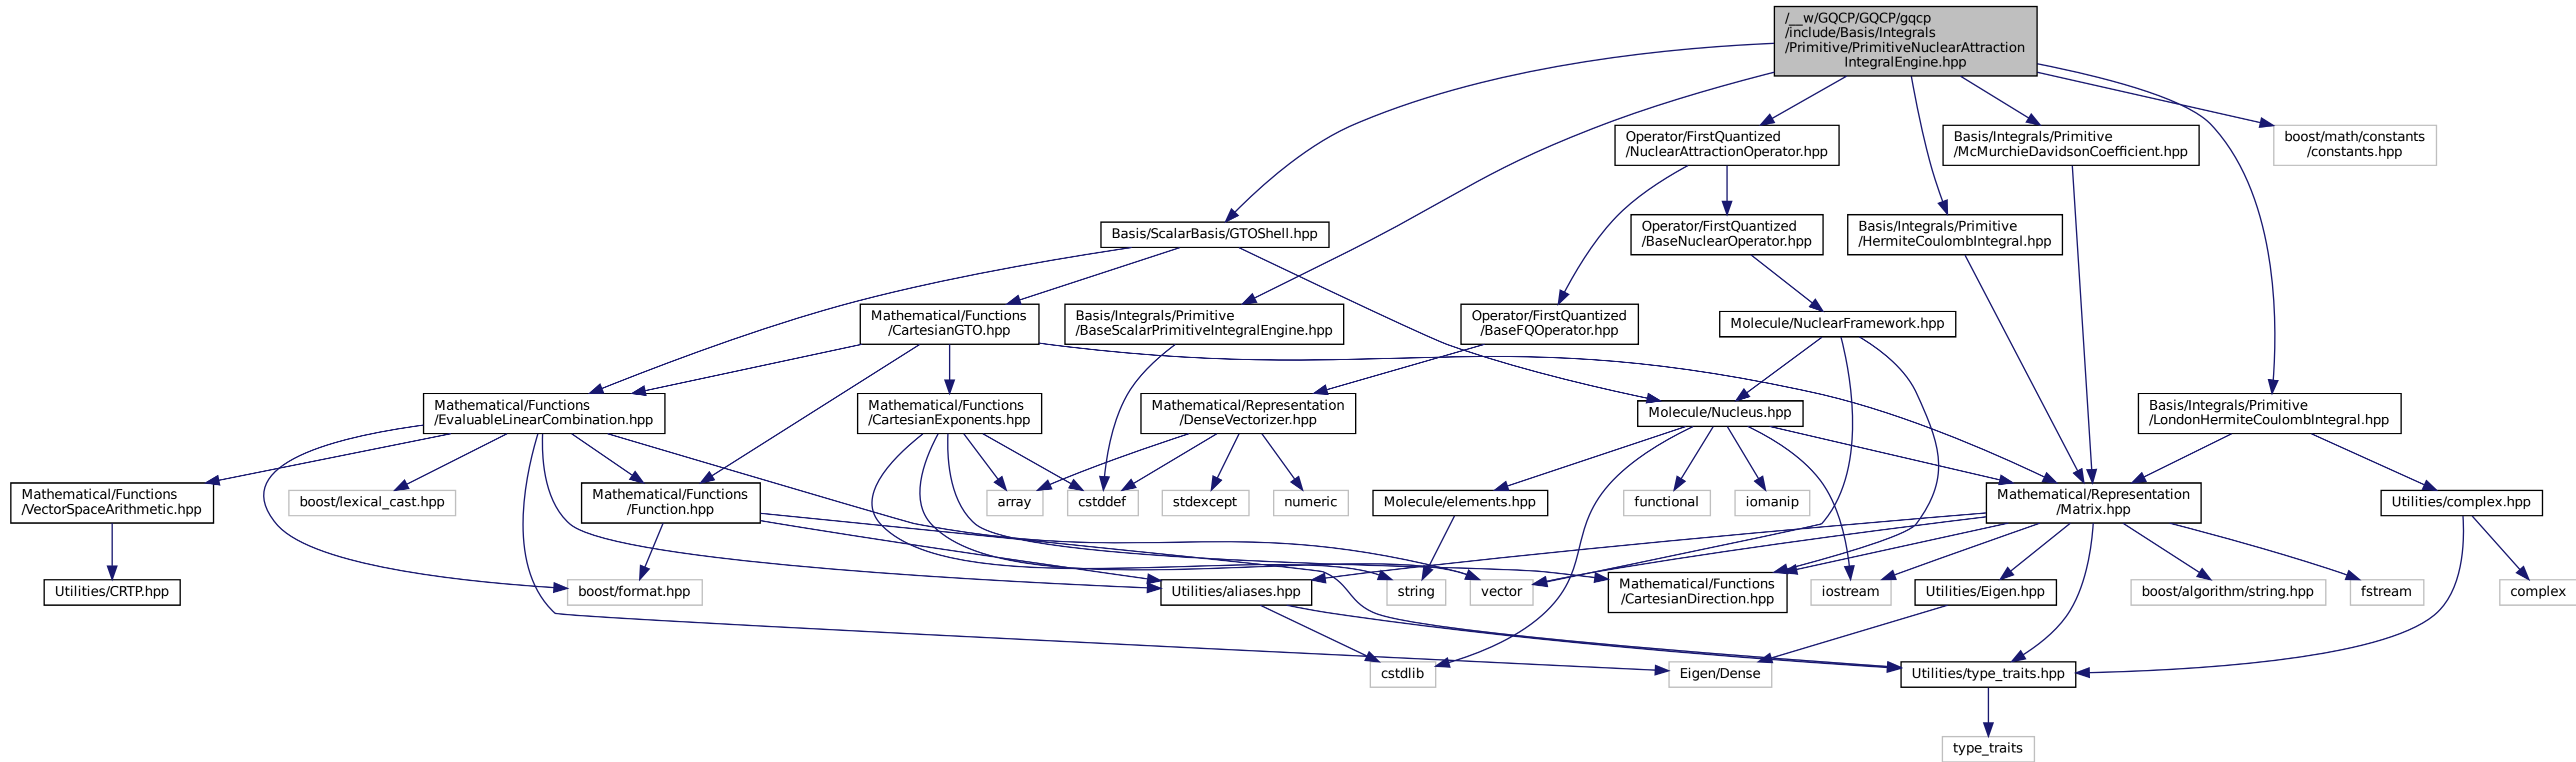 /__w/GQCP/GQCP/gqcp
/include/Basis/Integrals
/Primitive/PrimitiveNuclearAttraction
IntegralEngine.hpp
Operator/FirstQuantized
/NuclearAttractionOperator.hpp
Basis/Integrals/Primitive
/McMurchieDavidsonCoefficient.hpp
boost/math/constants
/constants.hpp
Basis/ScalarBasis/GTOShell.hpp
Operator/FirstQuantized
/BaseNuclearOperator.hpp
Basis/Integrals/Primitive
/HermiteCoulombIntegral.hpp
Mathematical/Functions
/CartesianGTO.hpp
Basis/Integrals/Primitive
/BaseScalarPrimitiveIntegralEngine.hpp
Operator/FirstQuantized
/BaseFQOperator.hpp
Molecule/NuclearFramework.hpp
Mathematical/Functions
/EvaluableLinearCombination.hpp
Mathematical/Functions
/CartesianExponents.hpp
Mathematical/Representation
/DenseVectorizer.hpp
Molecule/Nucleus.hpp
Basis/Integrals/Primitive
/LondonHermiteCoulombIntegral.hpp
Mathematical/Functions
/VectorSpaceArithmetic.hpp
boost/lexical_cast.hpp
Mathematical/Functions
/Function.hpp
array
cstddef
stdexcept
numeric
Molecule/elements.hpp
functional
iomanip
Mathematical/Representation
/Matrix.hpp
Utilities/complex.hpp
Utilities/CRTP.hpp
boost/format.hpp
Utilities/aliases.hpp
string
vector
Mathematical/Functions
/CartesianDirection.hpp
iostream
Utilities/Eigen.hpp
boost/algorithm/string.hpp
fstream
complex
cstdlib
Eigen/Dense
Utilities/type_traits.hpp
type_traits